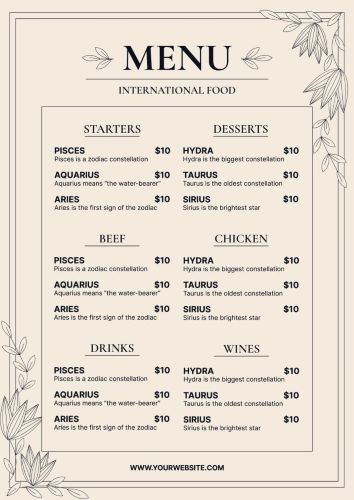 MENU
INTERNATIONAL FOOD
STARTERS
PISCES $10
Pisces is a zodiac constellation
AQUARIUS $10
Aquarius means "the water-bearer"
ARIES $10
Aries is the first sign of the zodiac
DESSERTS
HYDRA $10
Hydra is the biggest constellation
TAURUS $10
Taurus is the oldest constellation
SIRIUS $10
Sirius is the brightest star
BEEF
PISCES $10
Pisces is a zodiac constellation
AQUARIUS $10
Aquarius means "the water-bearer"
ARIES $10
Aries is the first sign of the zodiac
CHICKEN
HYDRA $10
Hydra is the biggest constellation
TAURUS $10
Taurus is the oldest constellation
SIRIUS $10
Sirius is the brightest star
DRINKS
PISCES $10
Pisces is a zodiac constellation
AQUARIUS $10
Aquarius means "the water-bearer"
ARIES $10
Aries is the first sign of the zodiac
WINES
HYDRA $10
Hydra is the biggest constellation
TAURUS $10
Taurus is the oldest constellation
SIRIUS $10
Sirius is the brightest star
WWW.YOURWEBSITE.COM